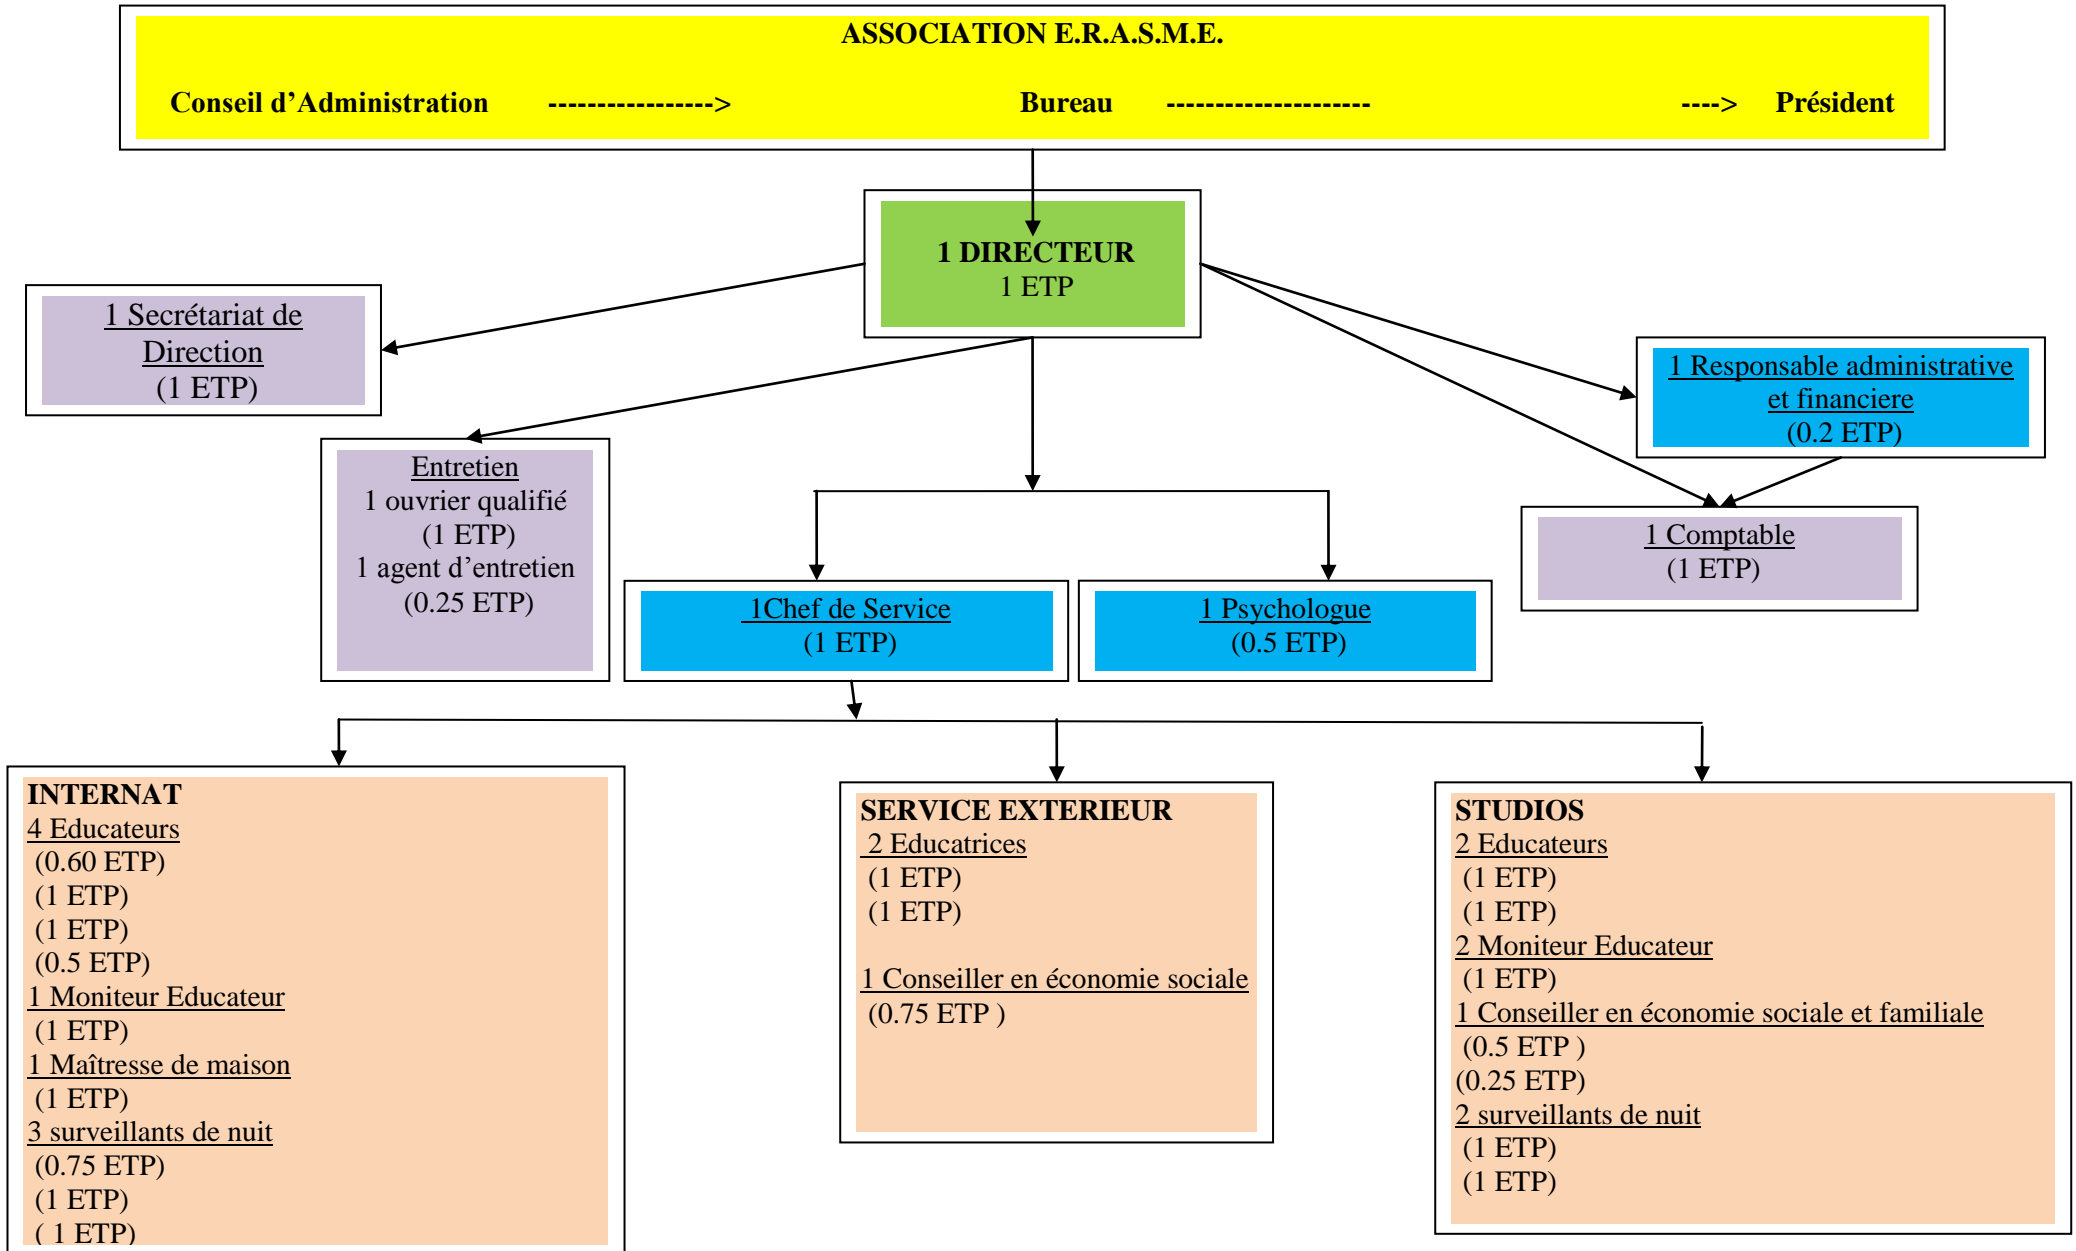 ASSOCIATION E.R.A.S.M.E.
Conseil d’Administration -----------------> Bureau --------------------- ----> Président
1 DIRECTEUR
1 ETP
1 Secrétariat de
Direction
(1 ETP)
1 Responsable administrative
et financiere
(0.2 ETP)
Entretien
1 ouvrier qualifié
(1 ETP)
1 agent d’entretien
(0.25 ETP)
1 Comptable
(1 ETP)
1Chef de Service
(1 ETP)
1 Psychologue
(0.5 ETP)
INTERNAT
4 Educateurs
(0.60 ETP)
(1 ETP)
(1 ETP)
(0.5 ETP)
1 Moniteur Educateur
(1 ETP)
1 Maîtresse de maison
(1 ETP)
3 surveillants de nuit
(0.75 ETP)
(1 ETP)
( 1 ETP)
SERVICE EXTERIEUR
2 Educatrices
(1 ETP)
(1 ETP)
1 Conseiller en économie sociale
(0.75 ETP )
STUDIOS
2 Educateurs
(1 ETP)
(1 ETP)
2 Moniteur Educateur
(1 ETP)
1 Conseiller en économie sociale et familiale
(0.5 ETP )
(0.25 ETP)
2 surveillants de nuit
(1 ETP)
(1 ETP)